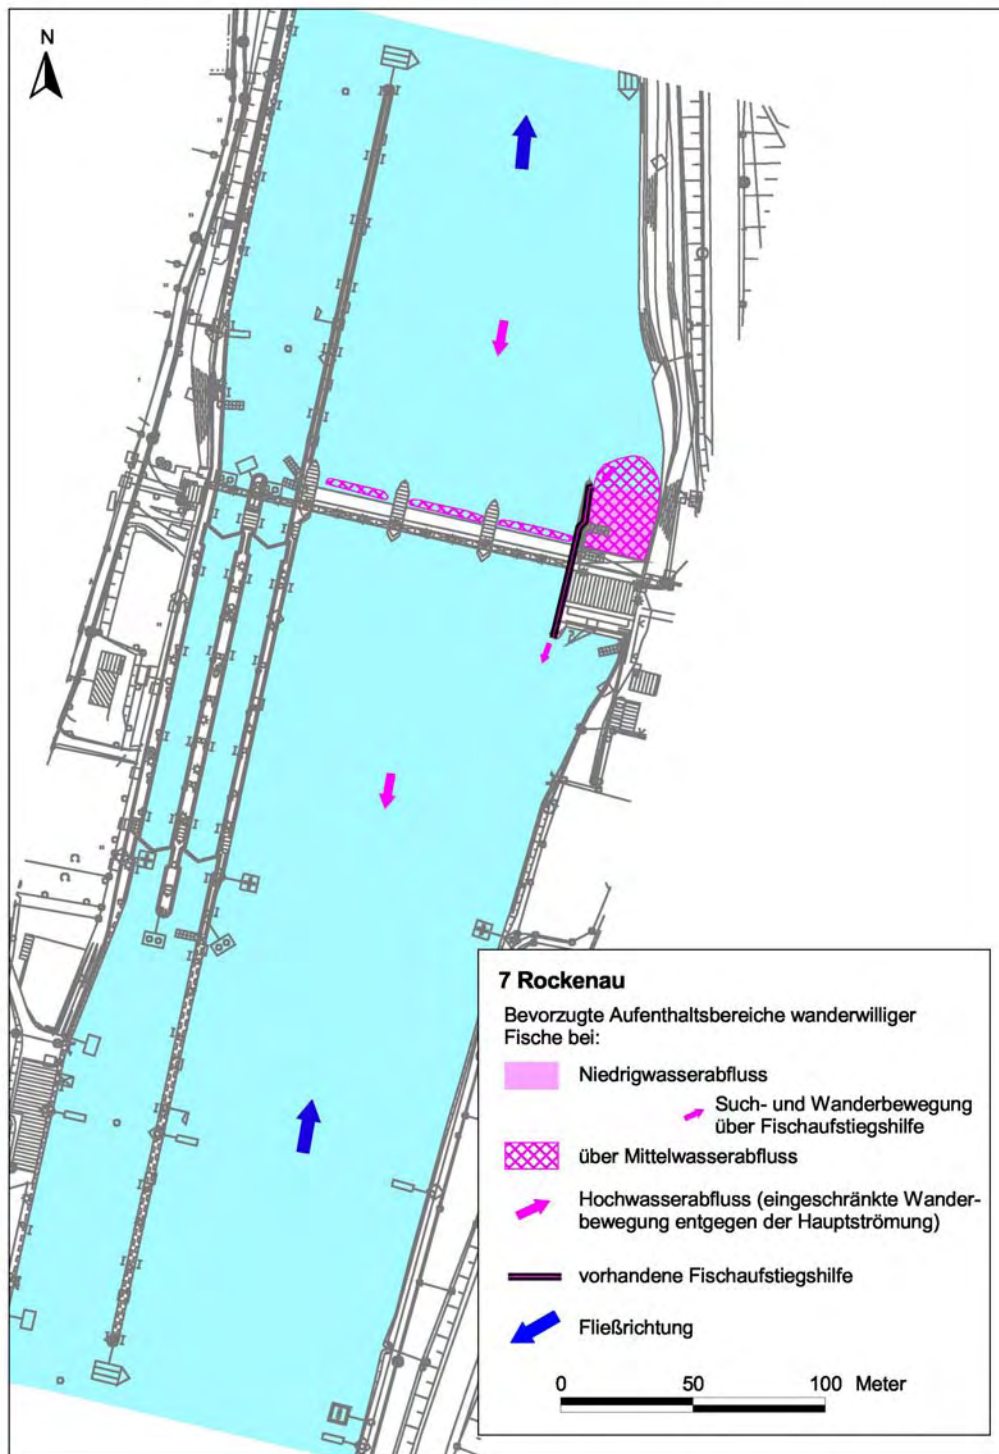 N
7 Rockenau
Bevorzugte Aufenthaltsbereiche wanderwilliger
Fische bei:
Niedrigwasserabfluss
Such- und Wanderbewegung
über Fischaufstiegshilfe
über Mittelwasserabfluss
Hochwasserabfluss (eingeschränkte Wander-
bewegung entgegen der Hauptströmung)
vorhandene Fischaufstiegshilfe
Fließrichtung
0 50 100 Meter